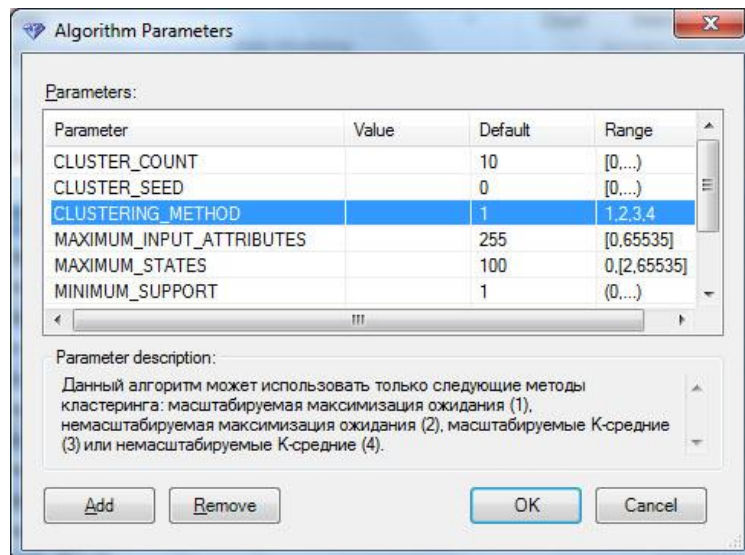 Algorithm Parameters
Parameters:
Parameter Value Default Range
CLUSTER_COUNT 10 [0,...)
CLUSTER_SEED 0 [0,...)
CLUSTERING_METHOD 1 1,2,3,4
MAXIMUM_INPUT_ATTRIBUTES 255 [0,65535]
MAXIMUM_STATES 100 0,[2,65535]
MINIMUM_SUPPORT 1 (0,...)
Parameter description:
Данный алгоритм может использовать только следующие методы
кластеринга: масштабируемая максимизация ожидания (1),
немасштабируемая максимизация ожидания (2), масштабируемые К-средние
(3) или немасштабируемые К-средние (4).
Add Remove OK Cancel